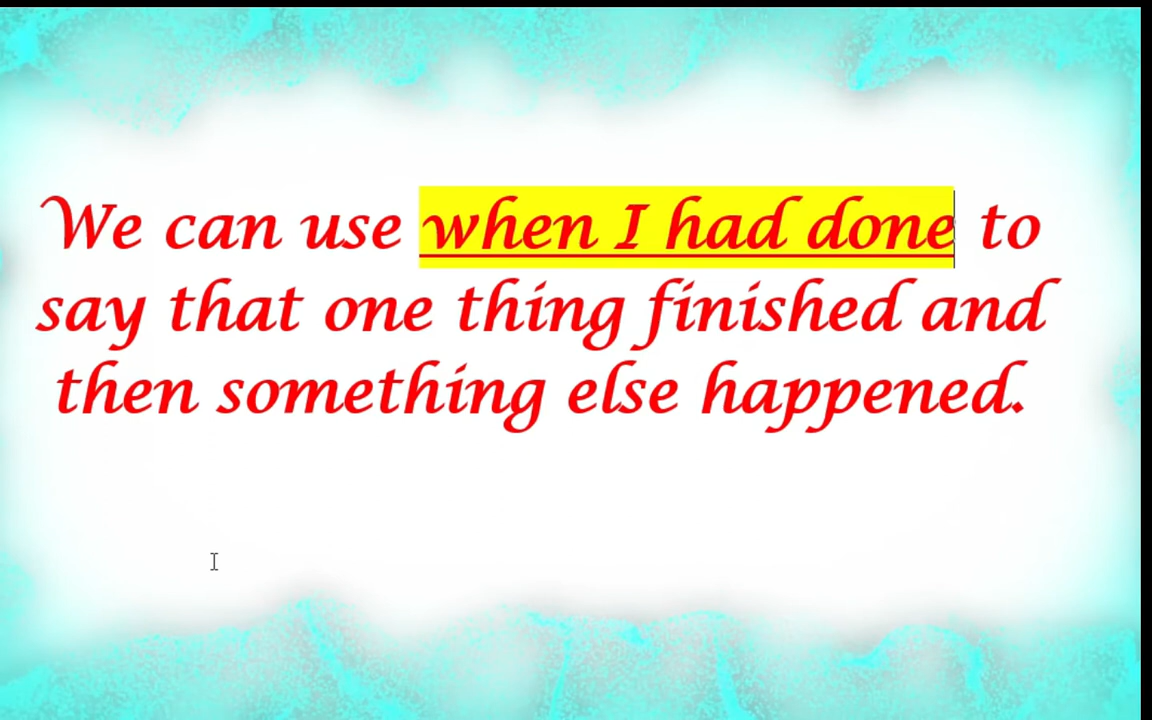 We can use when I had done to
say that one thing finished and
then something else happened.